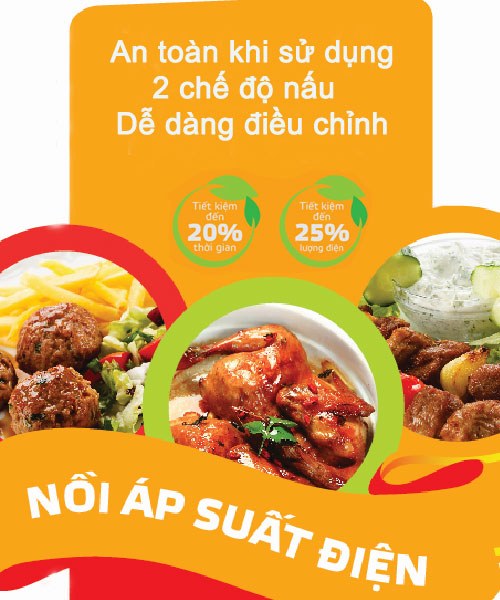 An toàn khi sử dụng
2 chế độ nấu
Dễ dàng điều chỉnh
Tiết kiệm
đến
20%
thời gian
Tiết kiệm
đến
25%
lượng điện
NỒI ÁP SUẤT ĐIỆN